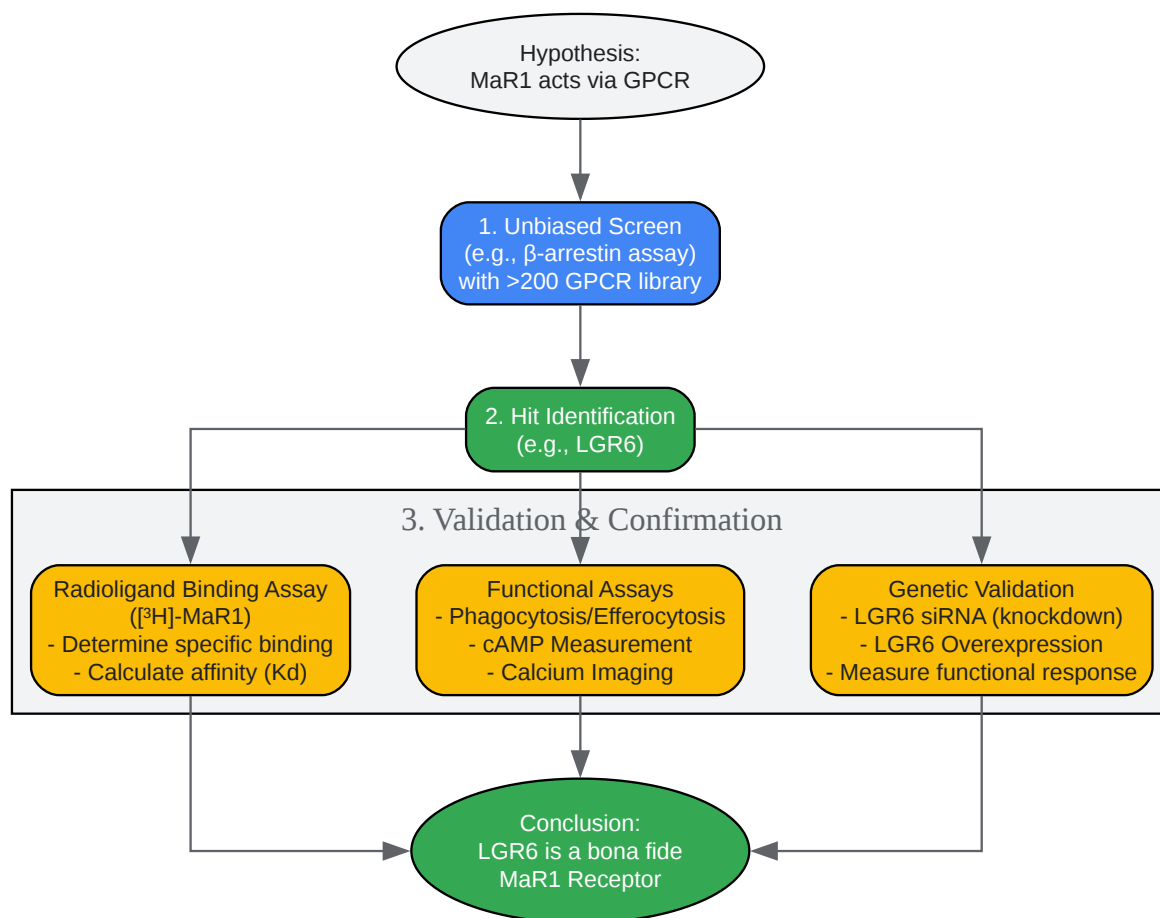 Hypothesis:
MaR1 acts via GPCR
1. Unbiased Screen
(e.g., β-arrestin assay)
with >200 GPCR library
2. Hit Identification
(e.g., LGR6)
3. Validation & Confirmation
Radioligand Binding Assay
([³H]-MaR1)
- Determine specific binding
- Calculate affinity (Kd)
Functional Assays
- Phagocytosis/Efferocytosis
- cAMP Measurement
- Calcium Imaging
Genetic Validation
- LGR6 siRNA (knockdown)
- LGR6 Overexpression
- Measure functional response
Conclusion:
LGR6 is a bona fide
MaR1 Receptor